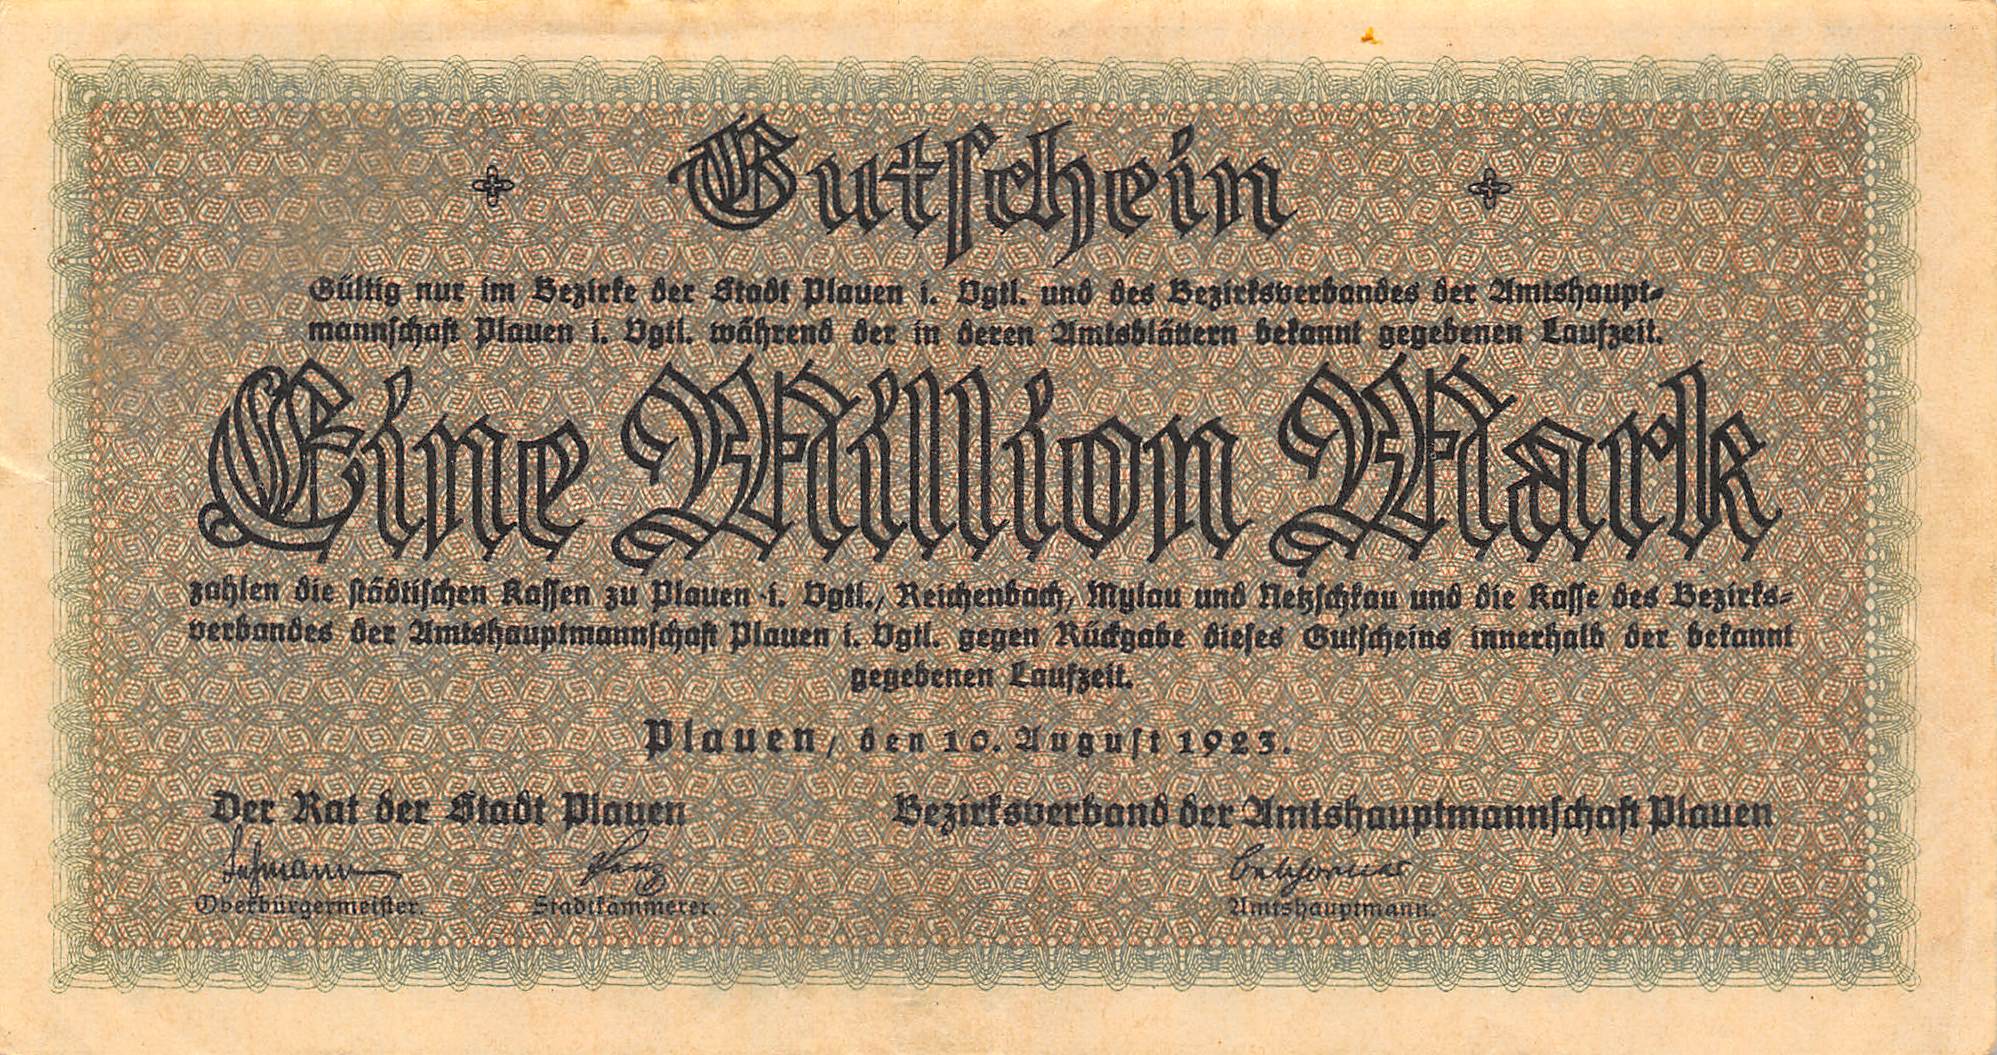 Gutschein
Gültig nur im Bezirke der Stadt Plauen i. Vgtl. und des Bezirksverbandes der Amtshaupt-
mannschaft Plauen i. Vgtl. während der in deren Amtsblättern bekannt gegebenen Laufzeit.
Eine Million Mark
zahlen die städtischen Kassen zu Plauen i. Vgtl., Reichenbach, Mylau und Netzschkau und die Kasse des Bezirks-
verbandes der Amtshauptmannschaft Plauen i. Vgtl. gegen Rückgabe dieses Gutscheins innerhalb der bekannt
gegebenen Laufzeit.
Plauen, den 10. August 1923.
Der Rat der Stadt Plauen Bezirksverband der Amtshauptmannschaft Plauen
Oberbürgermeister. Stadtkämmerer. Amtshauptmann.